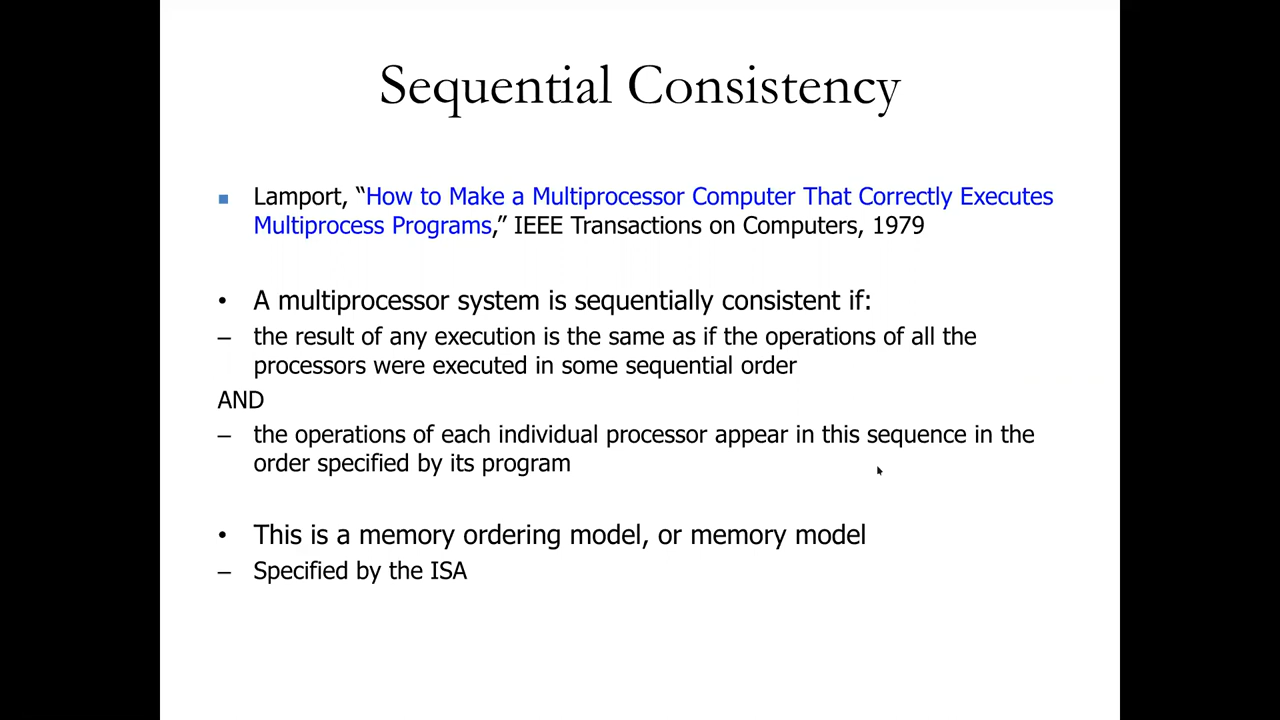 Sequential Consistency
Lamport, “How to Make a Multiprocessor Computer That Correctly Executes
Multiprocess Programs,” IEEE Transactions on Computers, 1979
• A multiprocessor system is sequentially consistent if:
– the result of any execution is the same as if the operations of all the
processors were executed in some sequential order
AND
– the operations of each individual processor appear in this sequence in the
order specified by its program
• This is a memory ordering model, or memory model
– Specified by the ISA